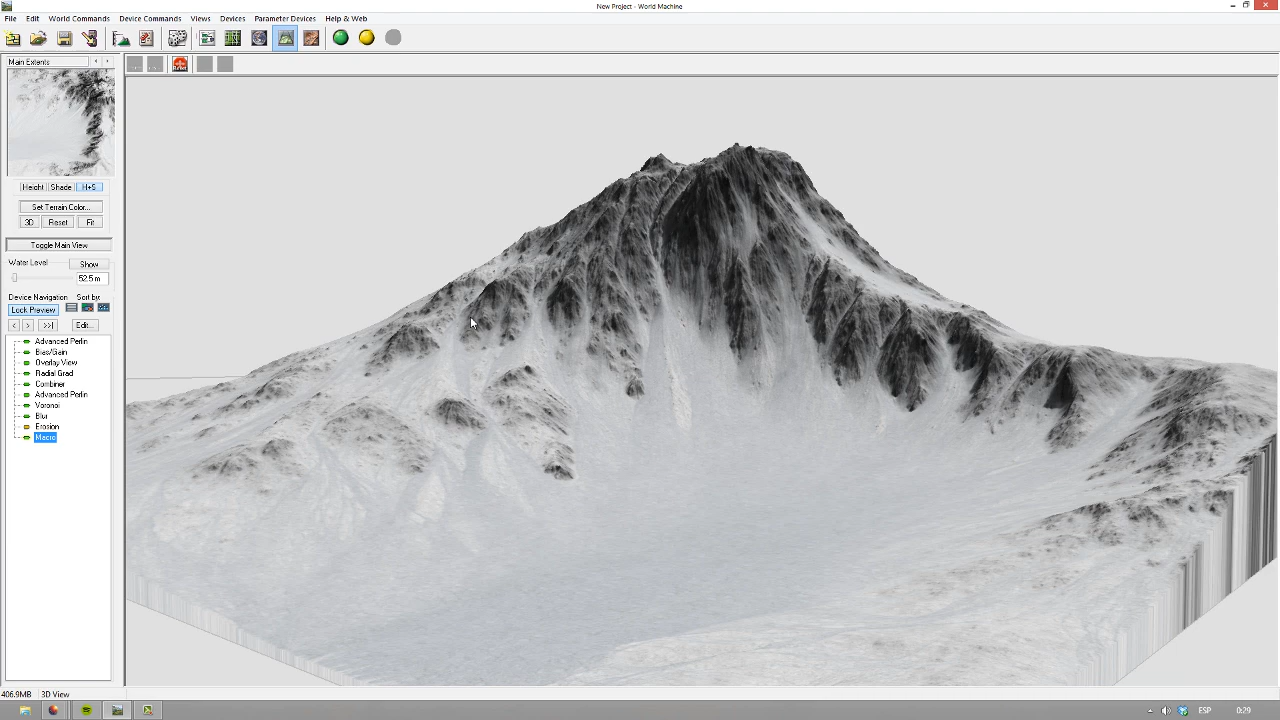 New Project - World Machine
File Edit World Commands Device Commands Views Devices Parameter Devices Help & Web
Main Extents
Height Shade H+S
Set Terrain Color...
3D Reset Fit
Toggle Main View
Water Level Show
52.5 m
Device Navigation Sort by:
Lock Preview
< > >>| Edit...
Advanced Perlin
Bias/Gain
Overlay View
Radial Grad
Combiner
Advanced Perlin
Voronoi
Blur
Erosion
Macro
406.9MB 3D View
ESP 0:29